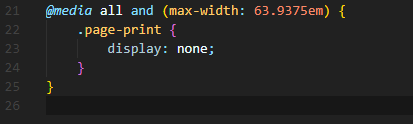 21 @media all and (max-width: 63.9375em) {
22     .page-print {
23         display: none;
24     }
25 }
26